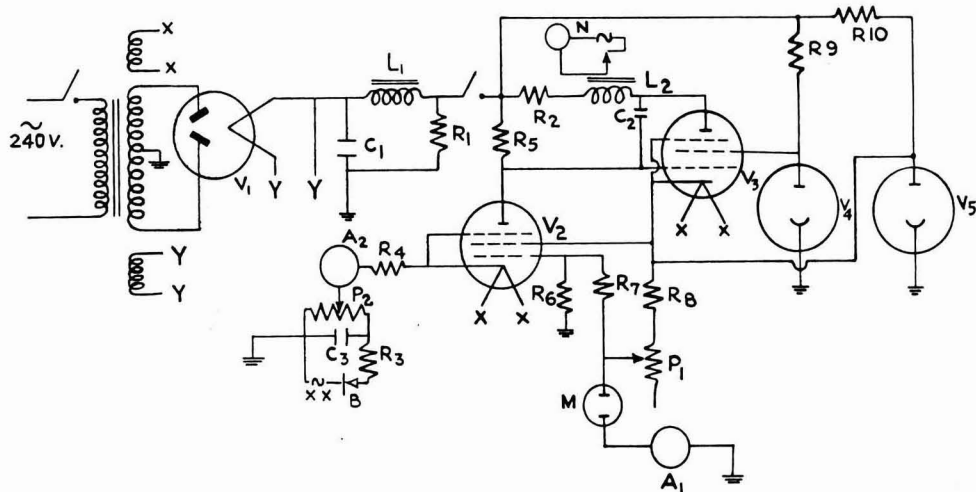 X
X
~
240V.
V1
Y
Y
L1
C1
R1
N
L2
R2
C2
R5
R9
R10
V3
V4
V5
X
X
A2
R4
V2
X
X
R6
R7
R8
P2
C3
R3
XX
B
P1
M
A1
Y
Y